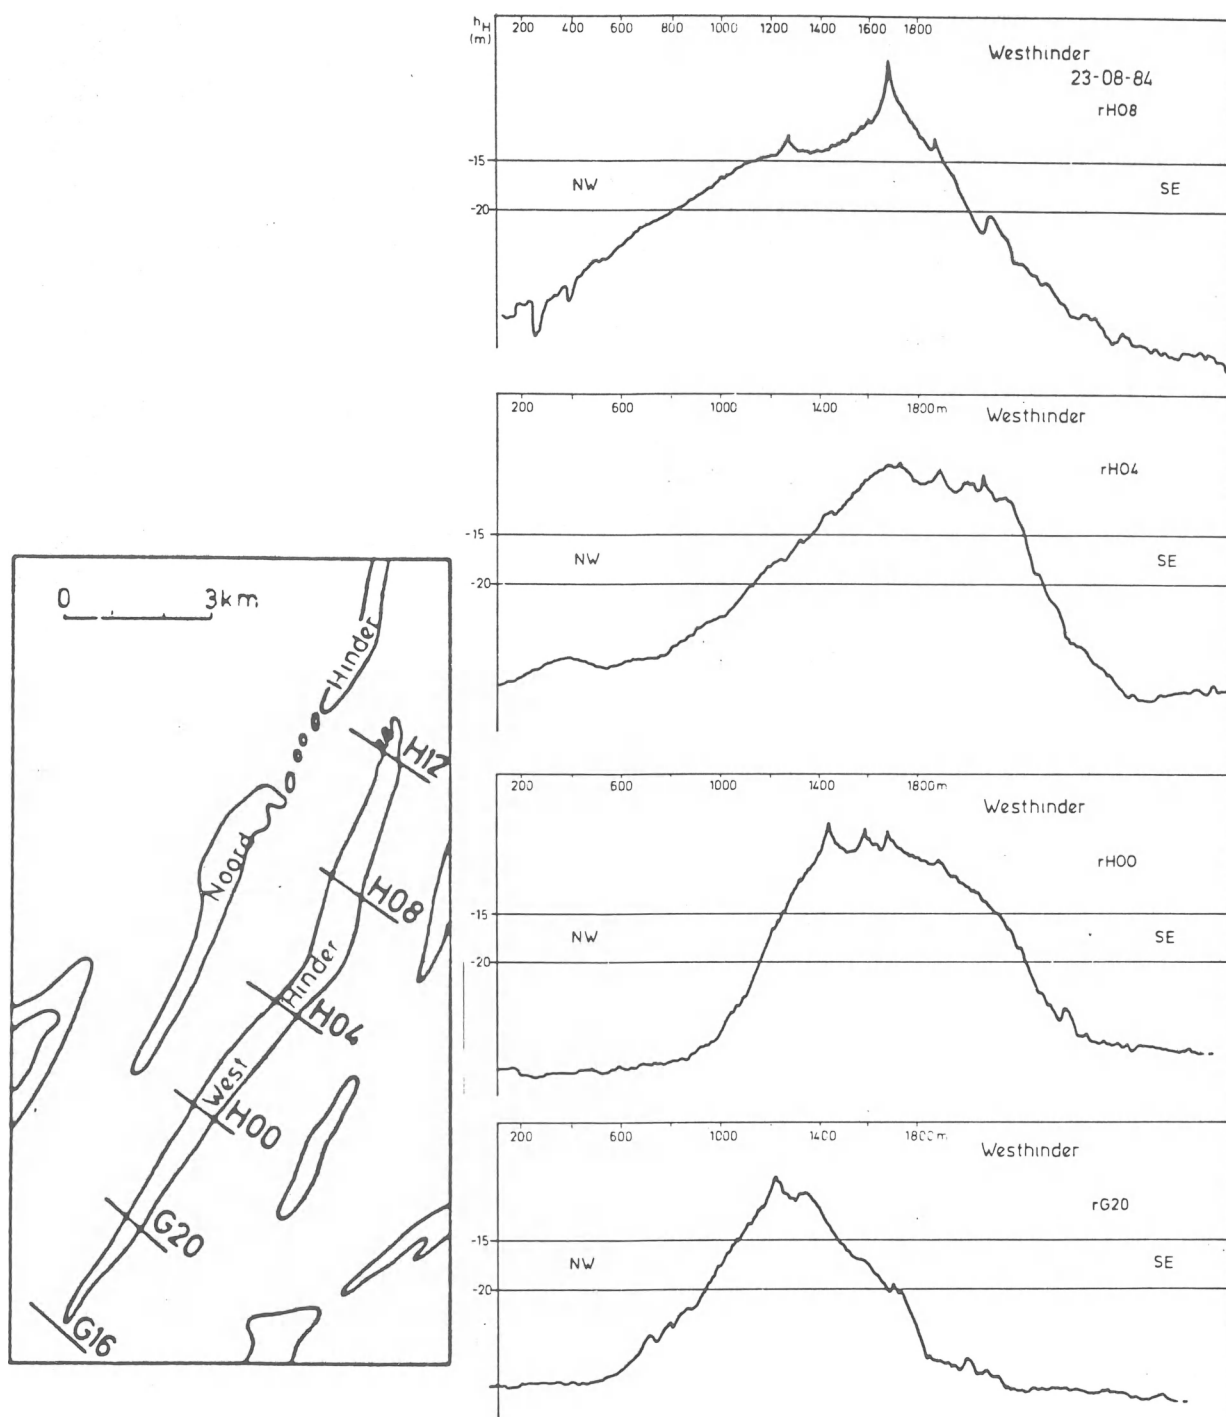 hH
(m)
200 400 600 800 1000 1200 1400 1600 1800
Westhinder
23-08-84
rH08
-15
NW SE
-20
200 600 1000 1400 1800m
Westhinder
rH04
-15
NW SE
-20
200 600 1000 1400 1800m
Westhinder
rH00
-15
NW SE
-20
200 600 1000 1400 1800m
Westhinder
rG20
-15
NW SE
-20
0 3km
Hinder
H12
Noord
H08
Hinder
H04
West
H00
G20
G16